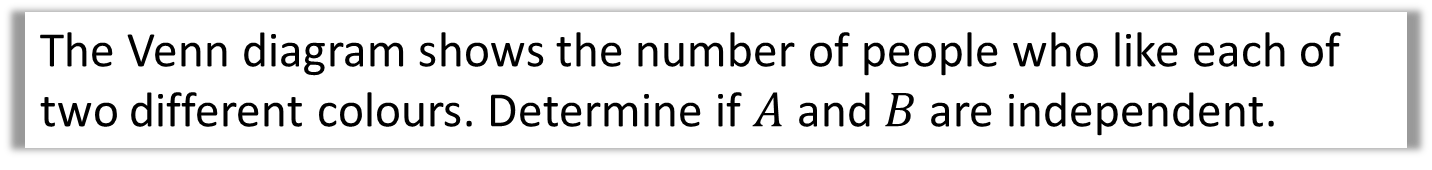 The Venn diagram shows the number of people who like each of
two different colours. Determine if A and B are independent.